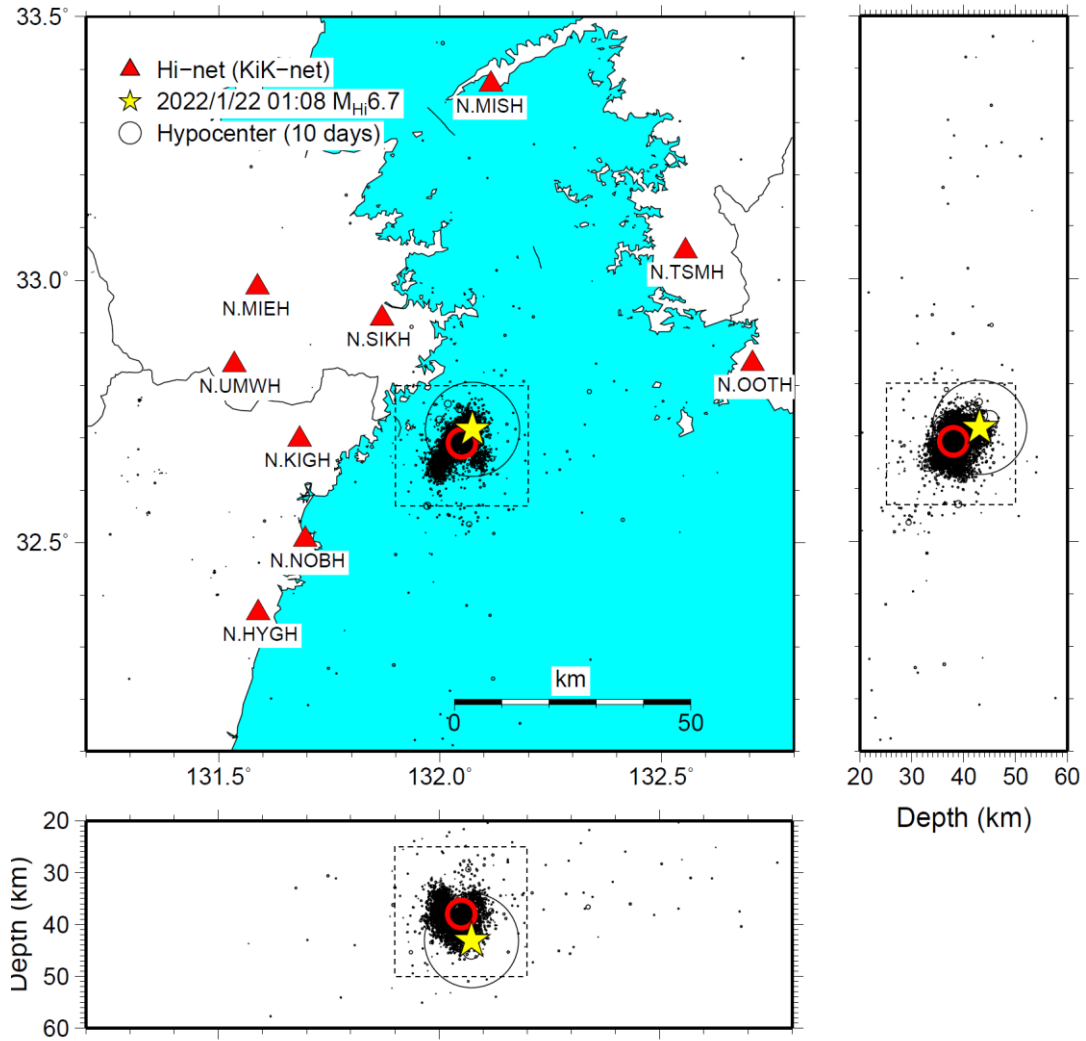 33.5°
33.0°
32.5°
Hi−net (KiK−net)
2022/1/22 01:08 MHi6.7
Hypocenter (10 days)
N.MISH
N.TSMH
N.MIEH
N.SIKH
N.UMWH
N.OOTH
N.KIGH
N.NOBH
N.HYGH
km
0 50
131.5° 132.0° 132.5°
20 30 40 50 60
Depth (km)
20
30
40
50
60
Depth (km)